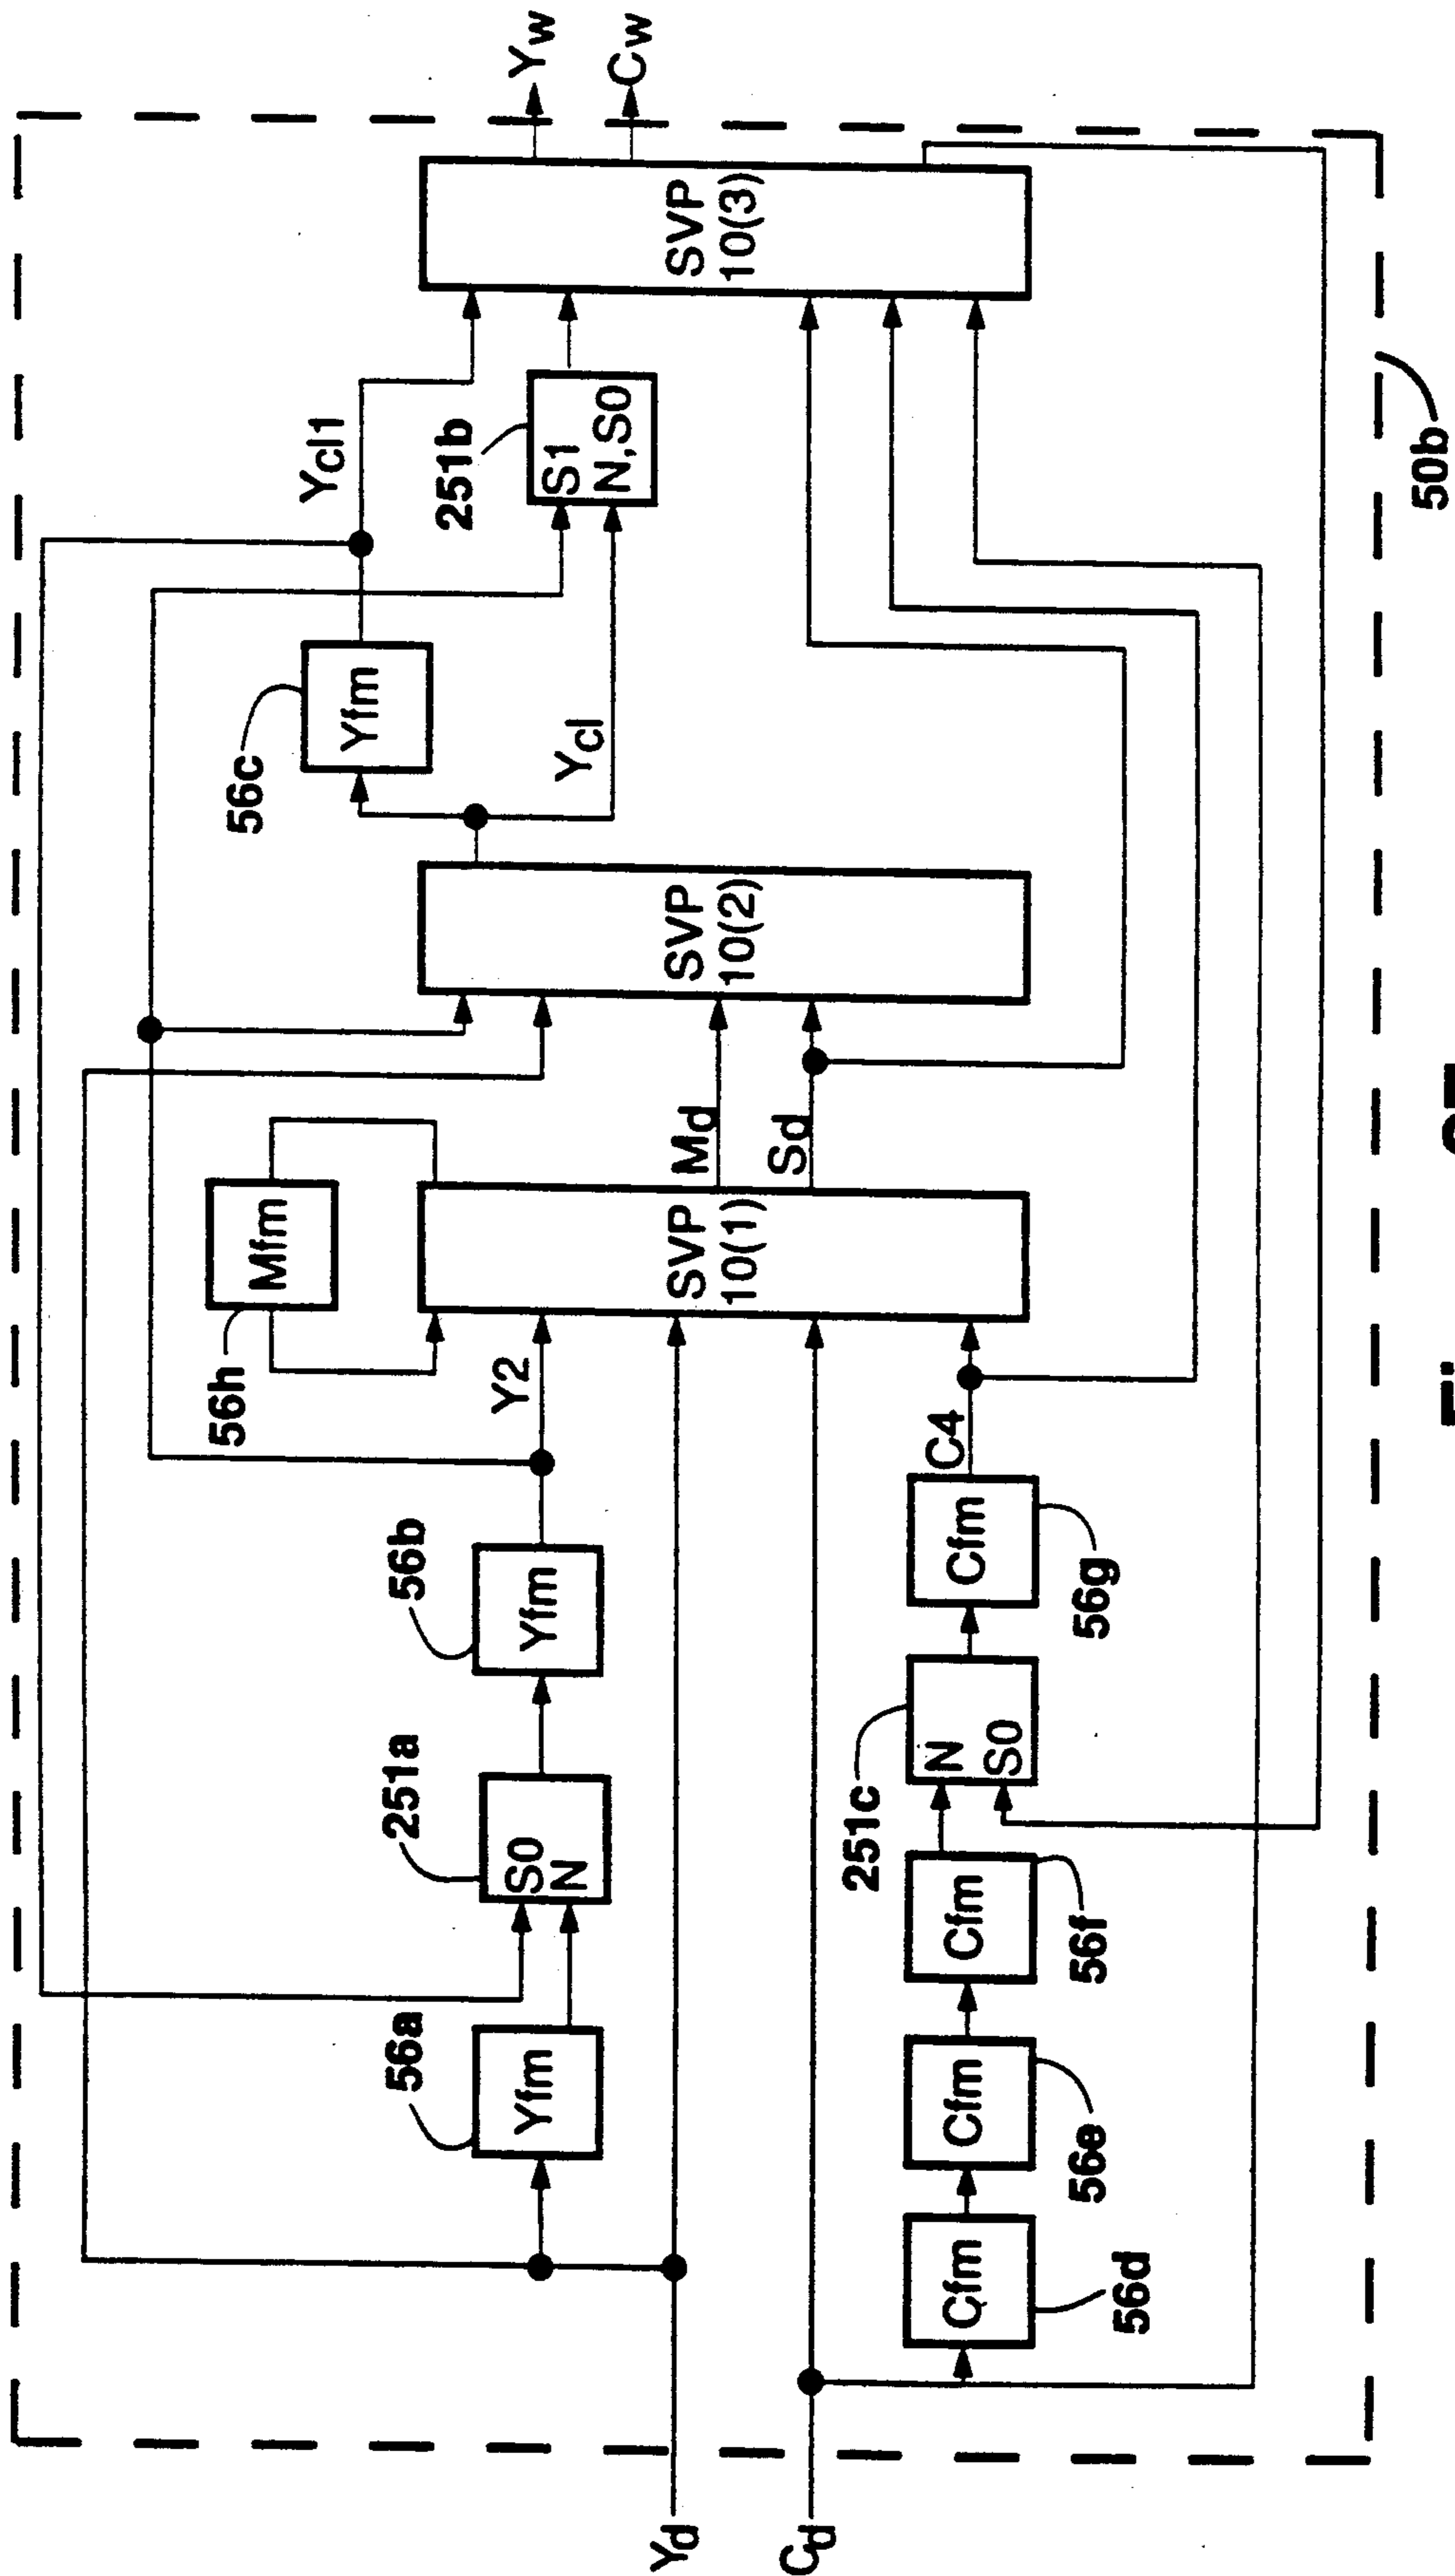 Yd
Cd
56a
Yfm
251a
S0
N
56b
Yfm
Y2
56h
Mfm
SVP
10(1)
Md
Sd
SVP
10(2)
56c
Yfm
Ycl
Ycl1
251b
S1
N,S0
SVP
10(3)
Yw
Cw
Cfm
56d
Cfm
56e
Cfm
56f
251c
N
S0
Cfm
56g
C4
50b